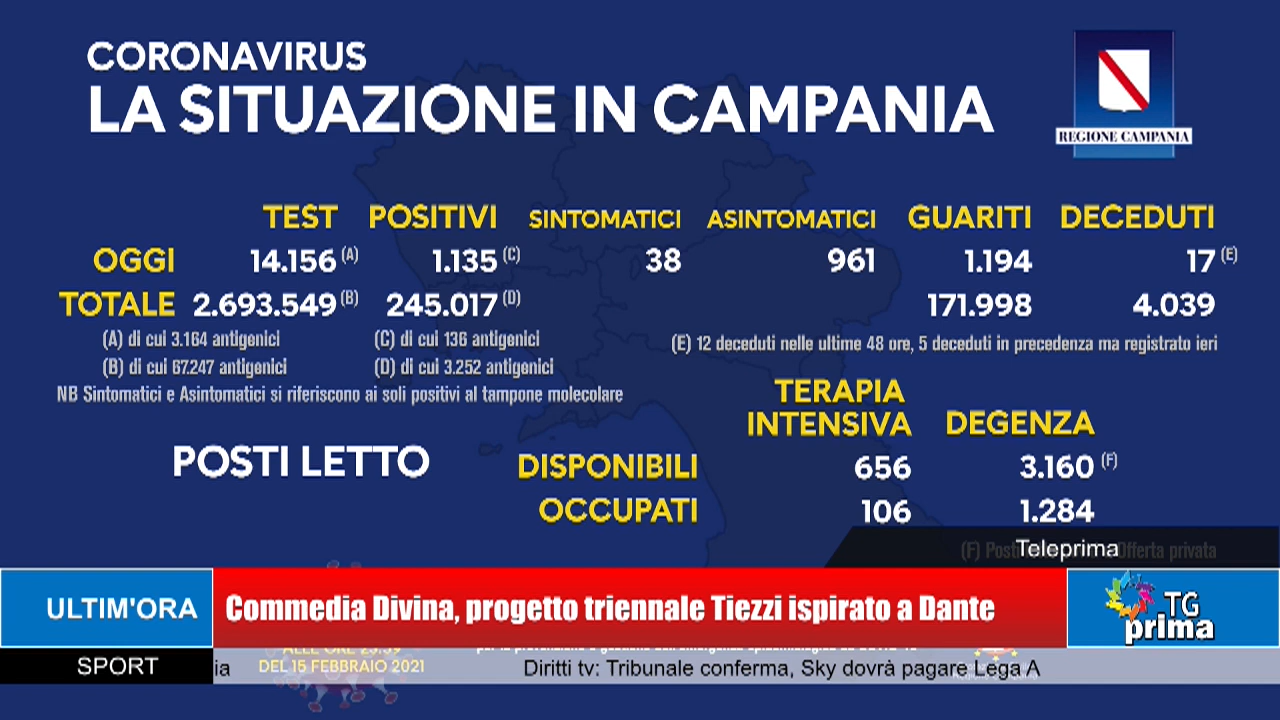 CORONAVIRUS
LA SITUAZIONE IN CAMPANIA
REGIONE CAMPANIA
TEST POSITIVI SINTOMATICI ASINTOMATICI GUARITI DECEDUTI
OGGI 14.156 (A) 1.135 (C) 38 961 1.194 17 (E)
TOTALE 2.693.549 (B) 245.017 (D) 171.998 4.039
(A) di cui 3.164 antigenici (C) di cui 136 antigenici (E) 12 deceduti nelle ultime 48 ore, 5 deceduti in precedenza ma registrato ieri
(B) di cui 67.247 antigenici (D) di cui 3.252 antigenici
NB Sintomatici e Asintomatici si riferiscono ai soli positivi al tampone molecolare
TERAPIA
INTENSIVA DEGENZA
POSTI LETTO DISPONIBILI 656 3.160 (F)
OCCUPATI 106 1.284
(F) Offerta privata
Teleprima
ULTIM'ORA Commedia Divina, progetto triennale Tiezzi ispirato a Dante TG
prima
ALLE ORE 23.59
DEL 15 FEBBRAIO 2021
SPORT Diritti tv: Tribunale conferma, Sky dovrà pagare Lega A